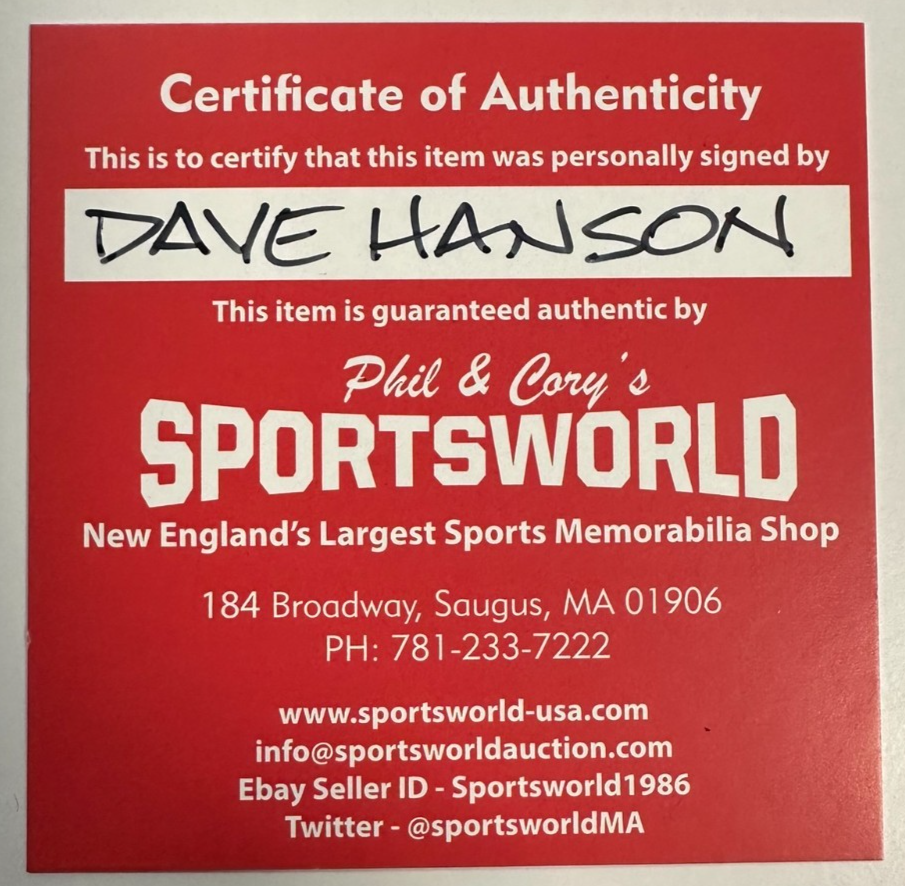 Certificate of Authenticity
This is to certify that this item was personally signed by
DAVE HANSON
This item is guaranteed authentic by
Phil & Cory's
SPORTSWORLD
New England's Largest Sports Memorabilia Shop
184 Broadway, Saugus, MA 01906
PH: 781-233-7222
www.sportsworld-usa.com
info@sportsworldauction.com
Ebay Seller ID - Sportsworld1986
Twitter - @sportsworldMA